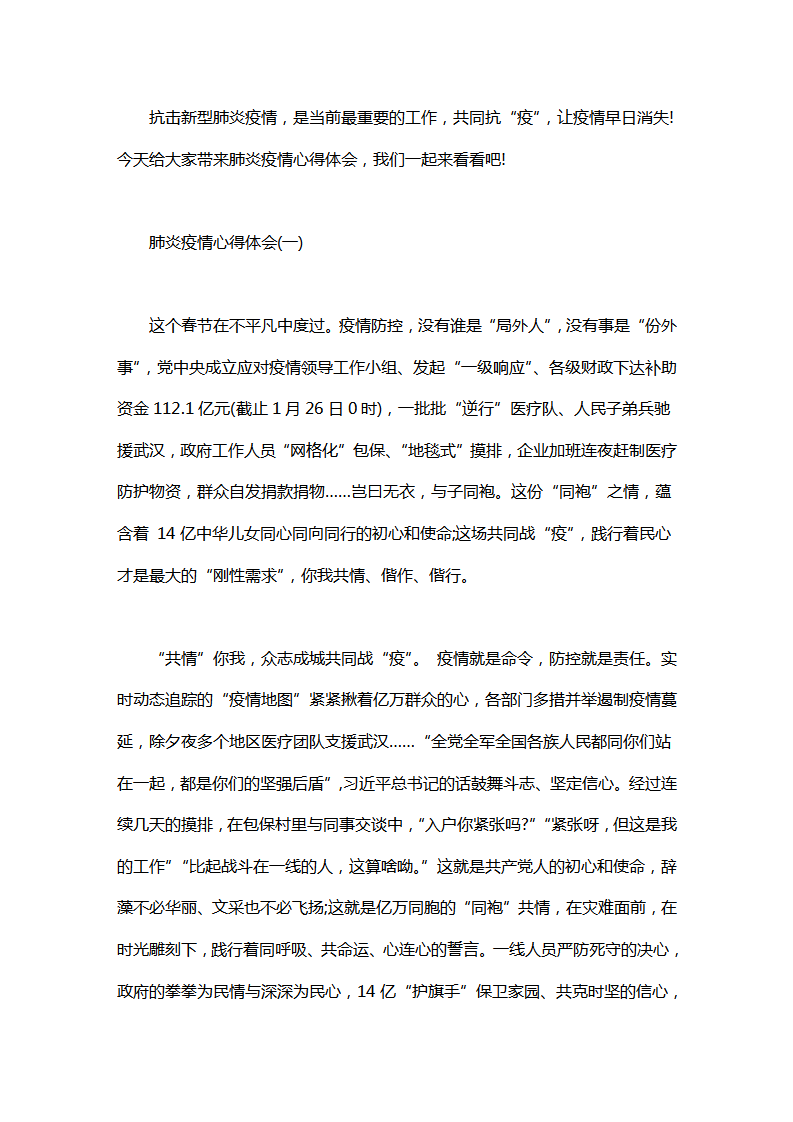 抗击新型肺炎疫情，是当前最重要的工作，共同抗“疫”，让疫情早日消失!
今天给大家带来肺炎疫情心得体会，我们一起来看看吧!
肺炎疫情心得体会(一)
这个春节在不平凡中度过。疫情防控，没有谁是“局外人”，没有事是“份外
事”，党中央成立应对疫情领导工作小组、发起“一级响应”、各级财政下达补助
资金 112.1 亿元(截止 1 月 26 日 0 时)，一批批“逆行”医疗队、人民子弟兵驰
援武汉，政府工作人员“网格化”包保、“地毯式”摸排，企业加班连夜赶制医疗
防护物资，群众自发捐款捐物……岂曰无衣，与子同袍。这份“同袍”之情，蕴
含着 14 亿中华儿女同心同向同行的初心和使命;这场共同战“疫”，践行着民心
才是最大的“刚性需求”，你我共情、偕作、偕行。
“共情”你我，众志成城共同战“疫”。 疫情就是命令，防控就是责任。实
时动态追踪的“疫情地图”紧紧揪着亿万群众的心，各部门多措并举遏制疫情蔓
延，除夕夜多个地区医疗团队支援武汉……“全党全军全国各族人民都同你们站
在一起，都是你们的坚强后盾”,习近平总书记的话鼓舞斗志、坚定信心。经过连
续几天的摸排，在包保村里与同事交谈中，“入户你紧张吗?”“紧张呀，但这是我
的工作”“比起战斗在一线的人，这算啥呦。”这就是共产党人的初心和使命，辞
藻不必华丽、文采也不必飞扬;这就是亿万同胞的“同袍”共情，在灾难面前，在
时光雕刻下，践行着同呼吸、共命运、心连心的誓言。一线人员严防死守的决心，
政府的拳拳为民情与深深为民心，14 亿“护旗手”保卫家园、共克时坚的信心，